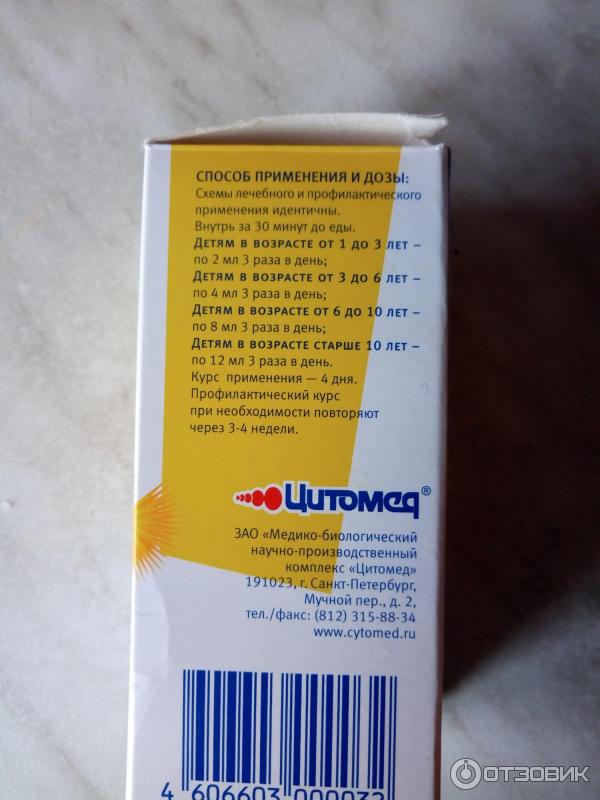 СПОСОБ ПРИМЕНЕНИЯ И ДОЗЫ:
Схемы лечебного и профилактического
применения идентичны.
Внутрь за 30 минут до еды.
Детям в возрасте от 1 до 3 лет –
по 2 мл 3 раза в день;
Детям в возрасте от 3 до 6 лет –
по 4 мл 3 раза в день;
Детям в возрасте от 6 до 10 лет –
по 8 мл 3 раза в день;
Детям в возрасте старше 10 лет –
по 12 мл 3 раза в день.
Курс применения — 4 дня.
Профилактический курс
при необходимости повторяют
через 3-4 недели.
Цитомед®
ЗАО «Медико-биологический
научно-производственный
комплекс «Цитомед»
191023, г. Санкт-Петербург,
Мучной пер., д. 2,
тел./факс: (812) 315-88-34
www.cytomed.ru
4 606603 000032
ОТЗОВИК